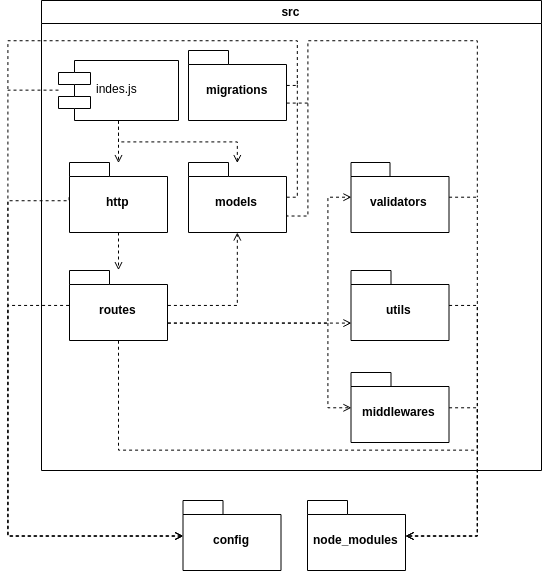 src
indes.js
migrations
http
models
validators
routes
utils
middlewares
config
node_modules